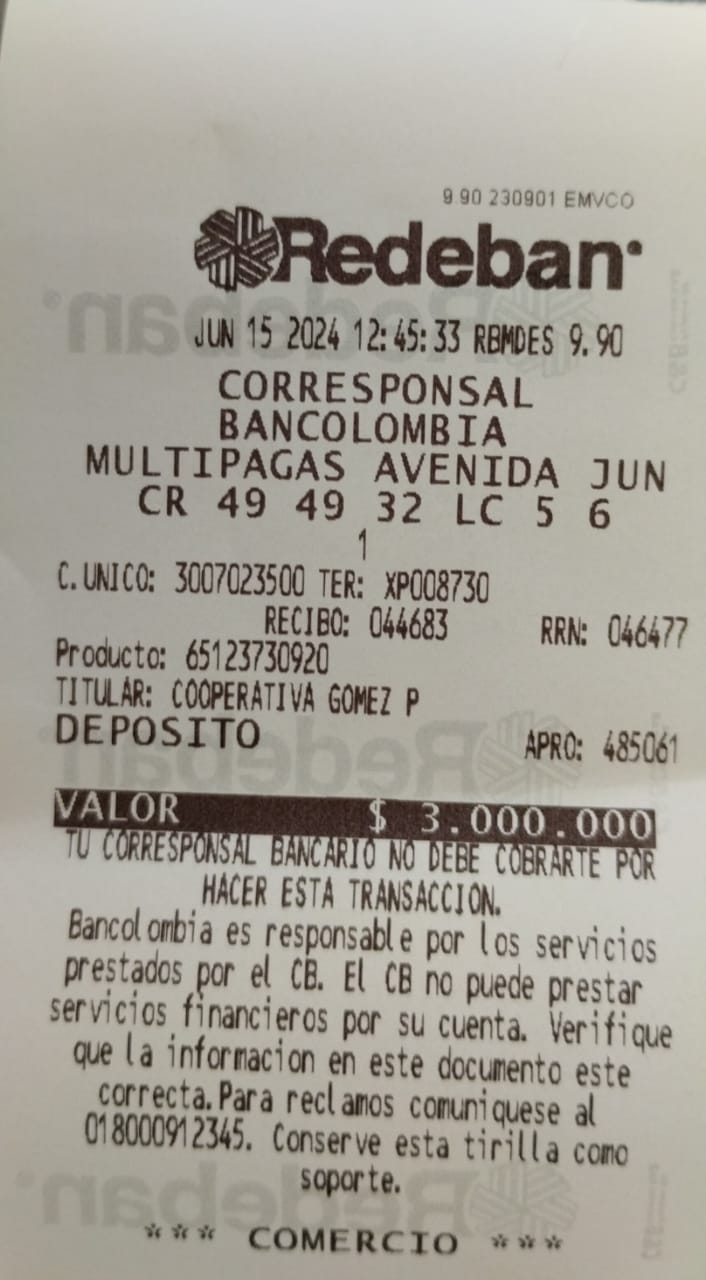 9.90 230901 EMVCO
Redeban
JUN 15 2024 12:45:33 RBMDES 9.90
CORRESPONSAL
BANCOLOMBIA
MULTIPAGAS AVENIDA JUN
CR 49 49 32 LC 5 6
1
C.UNICO: 3007023500 TER: XP008730
RECIBO: 044683 RRN: 046477
Producto: 65123730920
TITULAR: COOPERATIVA GOMEZ P
DEPOSITO APRO: 485061
VALOR $ 3.000.000
TU CORRESPONSAL BANCARIO NO DEBE COBRARTE POR
HACER ESTA TRANSACCION.
Bancolombia es responsable por los servicios
prestados por el CB. El CB no puede prestar
servicios financieros por su cuenta. Verifique
que la informacion en este documento este
correcta.Para reclamos comuniquese al
018000912345. Conserve esta tirilla como
soporte.
*** COMERCIO ***